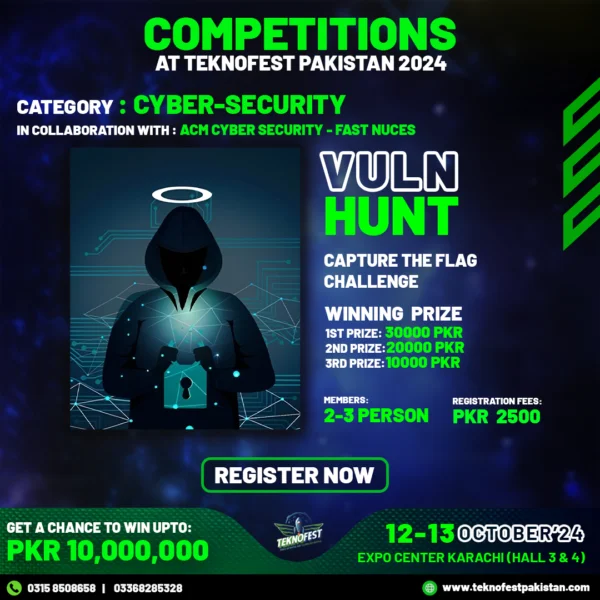 COMPETITIONS
AT TEKNOFEST PAKISTAN 2024
CATEGORY : CYBER-SECURITY
IN COLLABORATION WITH : ACM CYBER SECURITY - FAST NUCES
VULN
HUNT
CAPTURE THE FLAG
CHALLENGE
WINNING PRIZE
1ST PRIZE: 30000 PKR
2ND PRIZE: 20000 PKR
3RD PRIZE: 10000 PKR
MEMBERS:
2-3 PERSON
REGISTRATION FEES:
PKR 2500
REGISTER NOW
GET A CHANCE TO WIN UPTO:
PKR 10,000,000
TEKNOFEST
12-13 OCTOBER'24
EXPO CENTER KARACHI (HALL 3 & 4)
0315 8508658 | 03368285328
www.teknofestpakistan.com